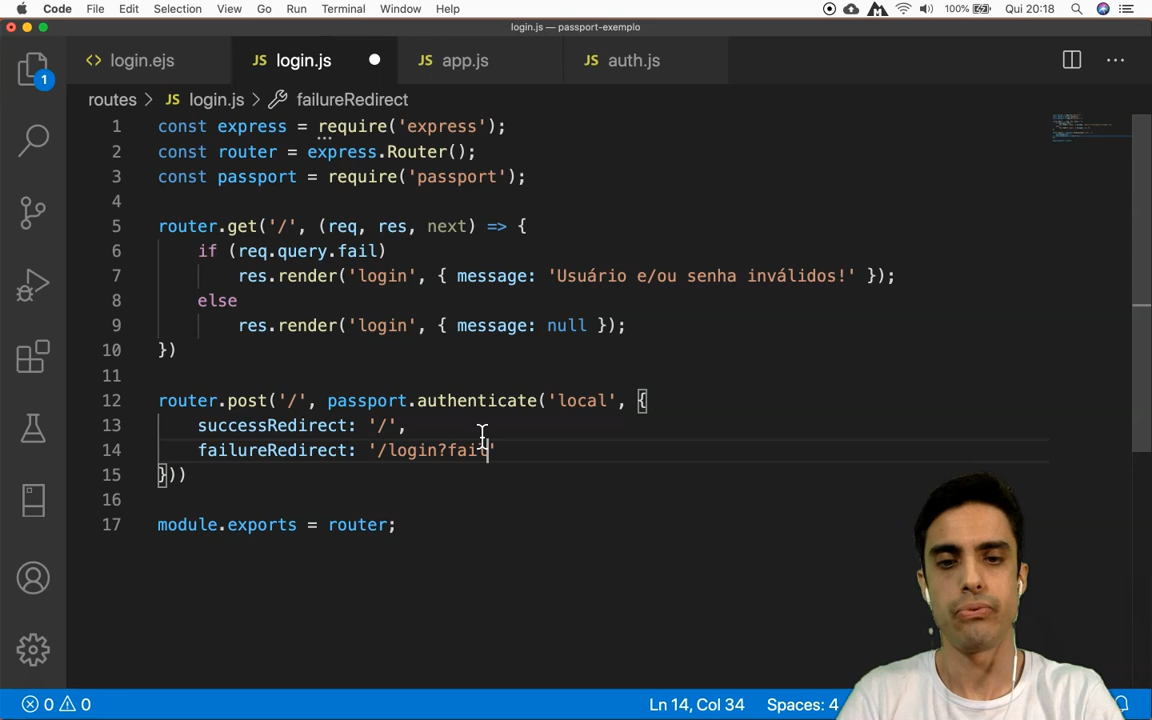 Code File Edit Selection View Go Run Terminal Window Help 100% Qui 20:18
login.js — passport-exemplo
1
<> login.ejs JS login.js JS app.js JS auth.js
routes > JS login.js > failureRedirect
1 const express = require('express');
2 const router = express.Router();
3 const passport = require('passport');
4
5 router.get('/', (req, res, next) => {
6 if (req.query.fail)
7 res.render('login', { message: 'Usuário e/ou senha inválidos!' });
8 else
9 res.render('login', { message: null });
10 })
11
12 router.post('/', passport.authenticate('local', {
13 successRedirect: '/',
14 failureRedirect: '/login?fail'
15 }))
16
17 module.exports = router;
0 0 Ln 14, Col 34 Spaces: 4